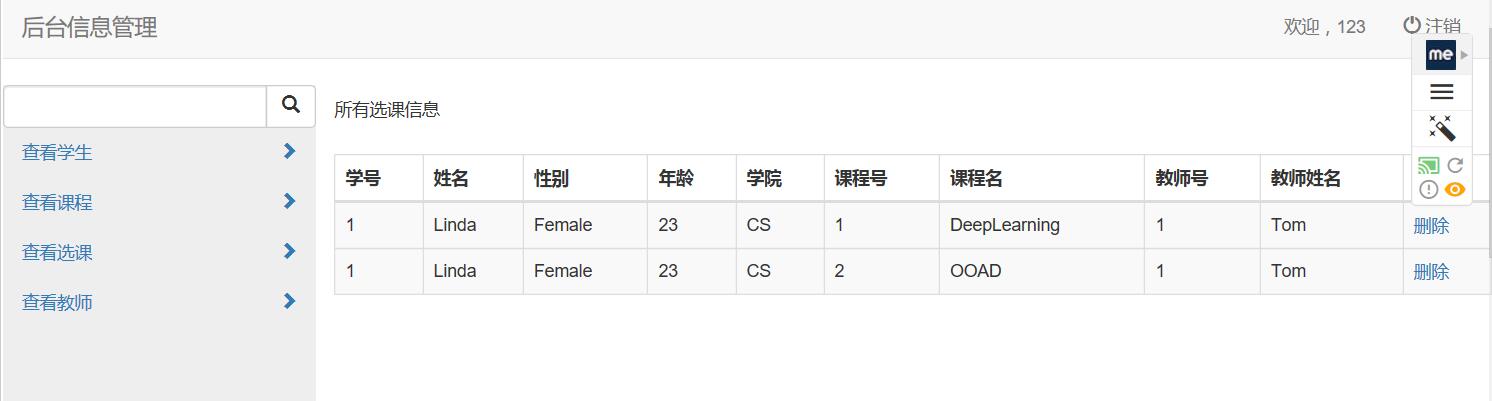 后台信息管理 欢迎，123 注销
me
所有选课信息
查看学生
查看课程
查看选课
查看教师
学号 姓名 性别 年龄 学院 课程号 课程名 教师号 教师姓名
1 Linda Female 23 CS 1 DeepLearning 1 Tom 删除
1 Linda Female 23 CS 2 OOAD 1 Tom 删除